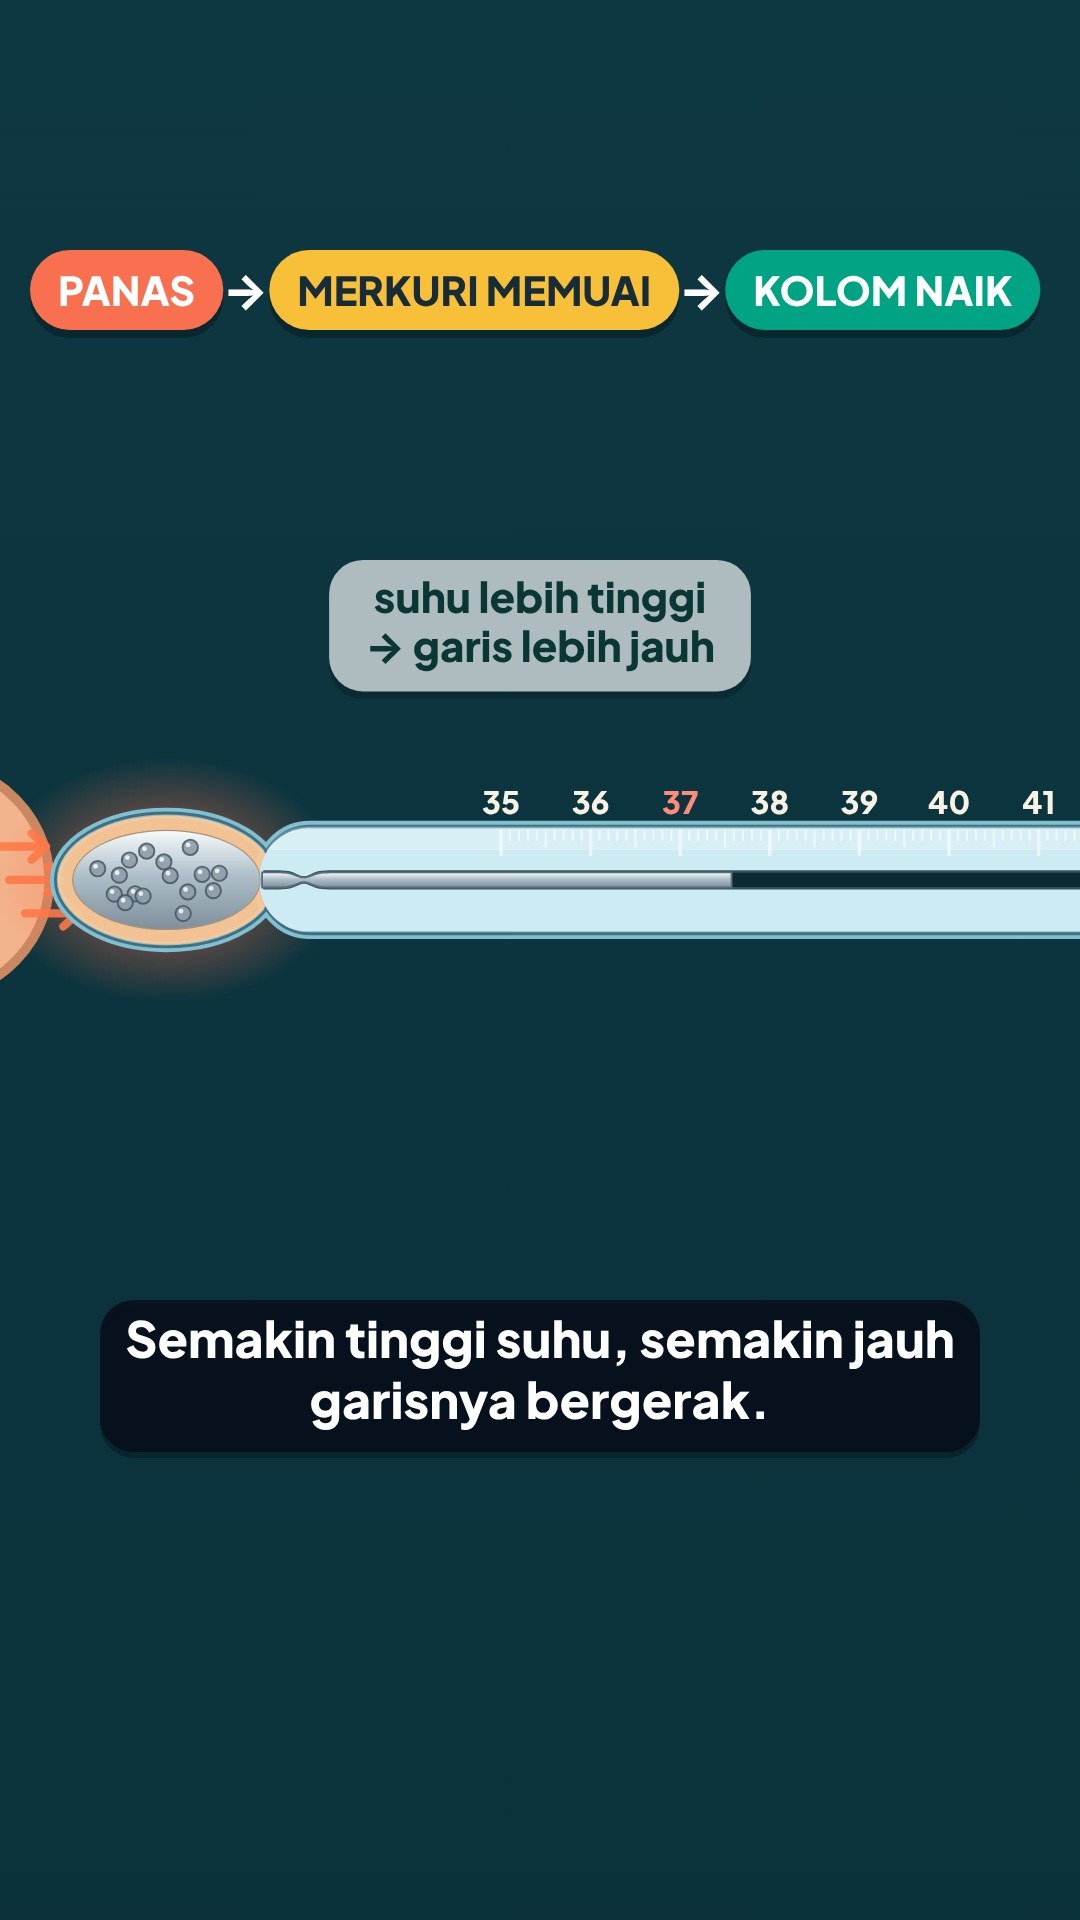 PANAS → MERKURI MEMUAI → KOLOM NAIK
suhu lebih tinggi
→ garis lebih jauh
35 36 37 38 39 40 41
Semakin tinggi suhu, semakin jauh
garisnya bergerak.